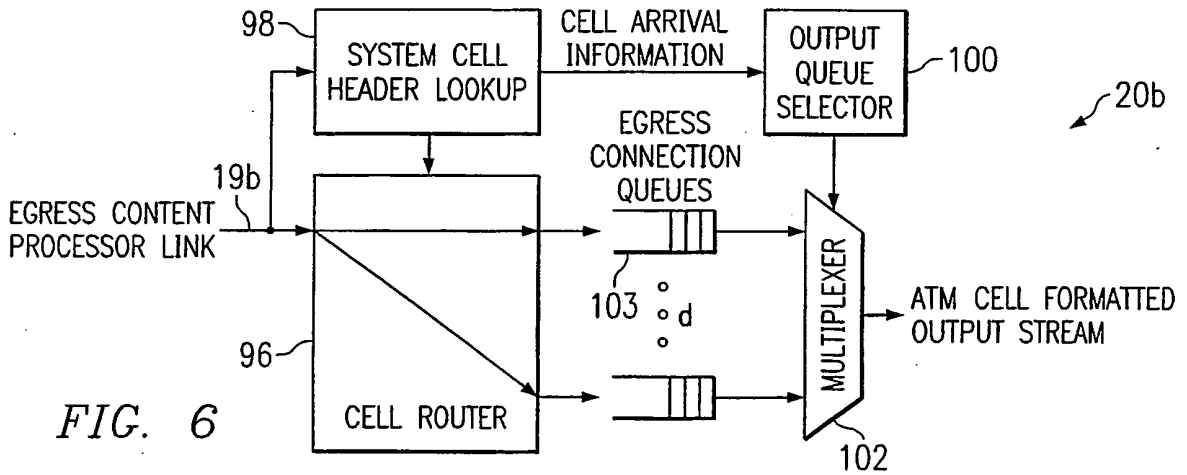 98
SYSTEM CELL
HEADER LOOKUP
CELL ARRIVAL
INFORMATION
OUTPUT
QUEUE
SELECTOR
100
20b
19b
EGRESS CONTENT
PROCESSOR LINK
EGRESS
CONNECTION
QUEUES
103
d
MULTIPLEXER
ATM CELL FORMATTED
OUTPUT STREAM
96
CELL ROUTER
102
FIG. 6